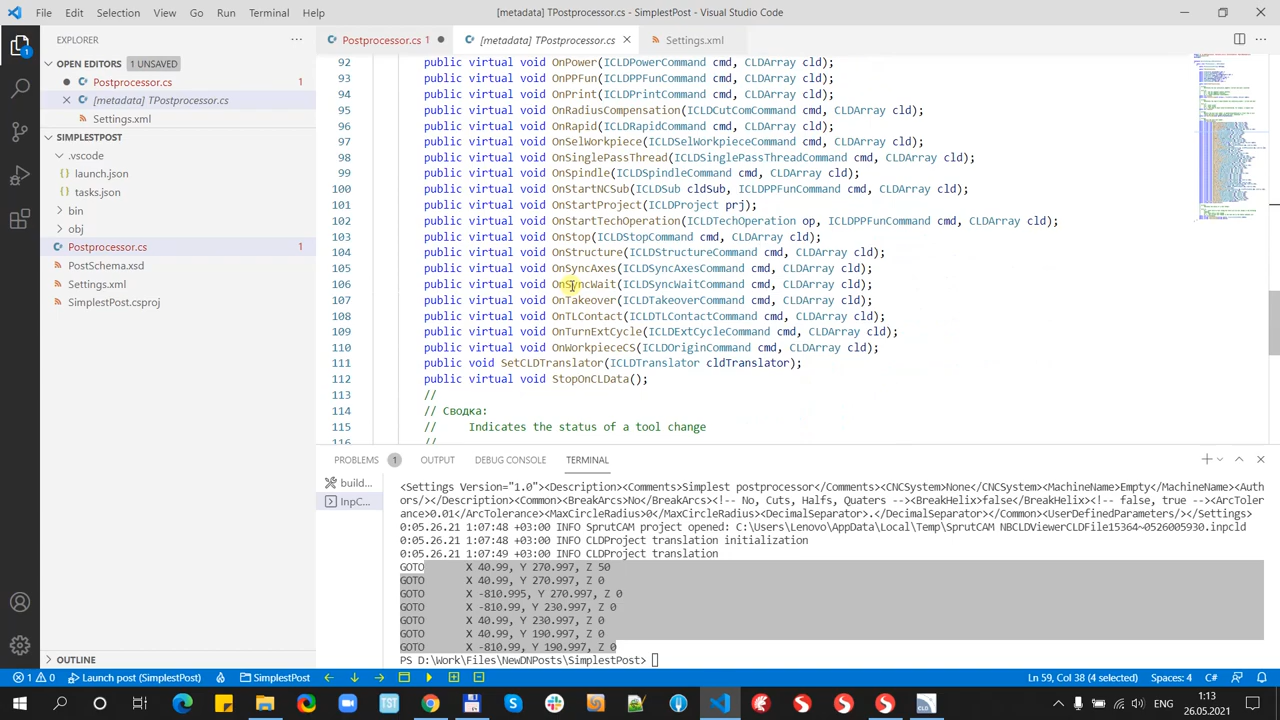 File Edit Selection View Go Run Terminal Help
[metadata] TPostprocessor.cs - Visual Studio Code
EXPLORER
OPEN EDITORS 1 UNSAVED
Postprocessor.cs 1
[metadata] TPostprocessor.cs
Settings.xml
SIMPLESTPOST
.vscode
launch.json
tasks.json
bin
obj
Postprocessor.cs 1
PostSchema.xsd
Settings.xml
SimplestPost.csproj
OUTLINE
Postprocessor.cs 1
[metadata] TPostprocessor.cs
Settings.xml
92 public virtual void OnPower(ICLDPowerCommand cmd, CLDArray cld);
93 public virtual void OnPPFun(ICLDPPFunCommand cmd, CLDArray cld);
94 public virtual void OnPrint(ICLDPrintCommand cmd, CLDArray cld);
95 public virtual void OnRadiusCompensation(ICLDCutComCommand cmd, CLDArray cld);
96 public virtual void OnRapid(ICLDRapidCommand cmd, CLDArray cld);
97 public virtual void OnSelWorkpiece(ICLDSelWorkpieceCommand cmd, CLDArray cld);
98 public virtual void OnSinglePassThread(ICLDSinglePassThreadCommand cmd, CLDArray cld);
99 public virtual void OnSpindle(ICLDSpindleCommand cmd, CLDArray cld);
100 public virtual void OnStartNCSub(ICLDSub cldSub, ICLDPPFunCommand cmd, CLDArray cld);
101 public virtual void OnStartProject(ICLDProject prj);
102 public virtual void OnStartTechOperation(ICLDTechOperation op, ICLDPPFunCommand cmd, CLDArray cld);
103 public virtual void OnStop(ICLDStopCommand cmd, CLDArray cld);
104 public virtual void OnStructure(ICLDStructureCommand cmd, CLDArray cld);
105 public virtual void OnSyncAxes(ICLDSyncAxesCommand cmd, CLDArray cld);
106 public virtual void OnSyncWait(ICLDSyncWaitCommand cmd, CLDArray cld);
107 public virtual void OnTakeover(ICLDTakeoverCommand cmd, CLDArray cld);
108 public virtual void OnTLContact(ICLDTLContactCommand cmd, CLDArray cld);
109 public virtual void OnTurnExtCycle(ICLDExtCycleCommand cmd, CLDArray cld);
110 public virtual void OnWorkpieceCS(ICLDOriginCommand cmd, CLDArray cld);
111 public void SetCLDTranslator(ICLDTranslator cldTranslator);
112 public virtual void StopOnCLData();
113 //
114 // Сводка:
115 // Indicates the status of a tool change
116 //
PROBLEMS 1 OUTPUT DEBUG CONSOLE TERMINAL
build...
InpC...
<Settings Version="1.0"><Description><Comments>Simplest postprocessor</Comments><CNCSystem>None</CNCSystem><MachineName>Empty</MachineName><Auth
ors/></Description><Common><BreakArcs>No</BreakArcs><!-- No, Cuts, Halfs, Quaters --><BreakHelix>false</BreakHelix><!-- false, true --><ArcToler
ance>0.01</ArcTolerance><MaxCircleRadius>0</MaxCircleRadius><DecimalSeparator>.</DecimalSeparator></Common><UserDefinedParameters/></Settings>
0:05.26.21 1:07:48 +03:00 INFO SprutCAM project opened: C:\Users\Lenovo\AppData\Local\Temp\SprutCAM NBCLDViewerCLDFile15364~0526005930.inpcld
0:05.26.21 1:07:48 +03:00 INFO CLDProject translation initialization
0:05.26.21 1:07:49 +03:00 INFO CLDProject translation
GOTO X 40.99, Y 270.997, Z 50
GOTO X 40.99, Y 270.997, Z 0
GOTO X -810.995, Y 270.997, Z 0
GOTO X -810.99, Y 230.997, Z 0
GOTO X 40.99, Y 230.997, Z 0
GOTO X 40.99, Y 190.997, Z 0
GOTO X -810.99, Y 190.997, Z 0
PS D:\Work\Files\NewDNPosts\SimplestPost>
1 0 Launch post (SimplestPost) SimplestPost Ln 59, Col 38 (4 selected) Spaces: 4 C#
TST
CLD
1:13
26.05.2021